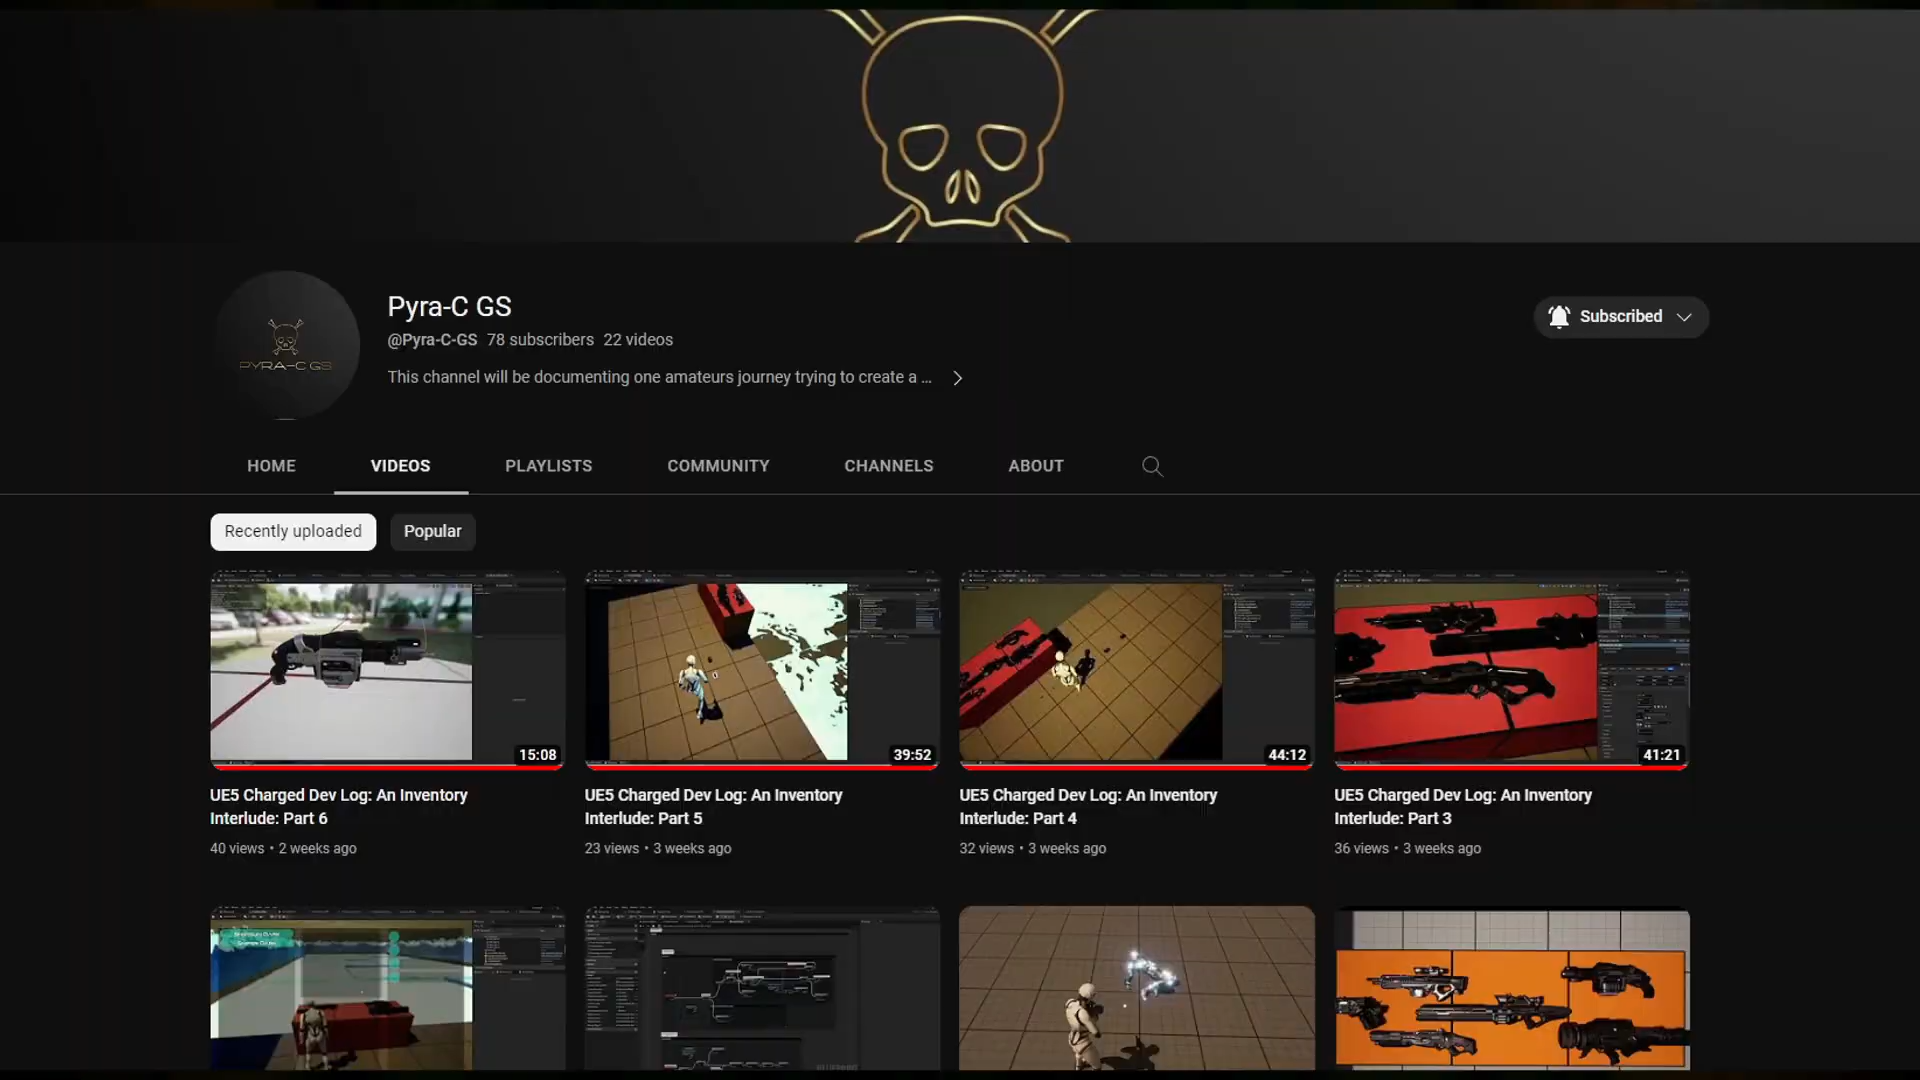 PYRA-C GS
Pyra-C GS
@Pyra-C-GS 78 subscribers 22 videos
This channel will be documenting one amateurs journey trying to create a ...
Subscribed
HOME VIDEOS PLAYLISTS COMMUNITY CHANNELS ABOUT
Recently uploaded Popular
15:08
39:52
44:12
41:21
UE5 Charged Dev Log: An Inventory
Interlude: Part 6
40 views • 2 weeks ago
UE5 Charged Dev Log: An Inventory
Interlude: Part 5
23 views • 3 weeks ago
UE5 Charged Dev Log: An Inventory
Interlude: Part 4
32 views • 3 weeks ago
UE5 Charged Dev Log: An Inventory
Interlude: Part 3
36 views • 3 weeks ago